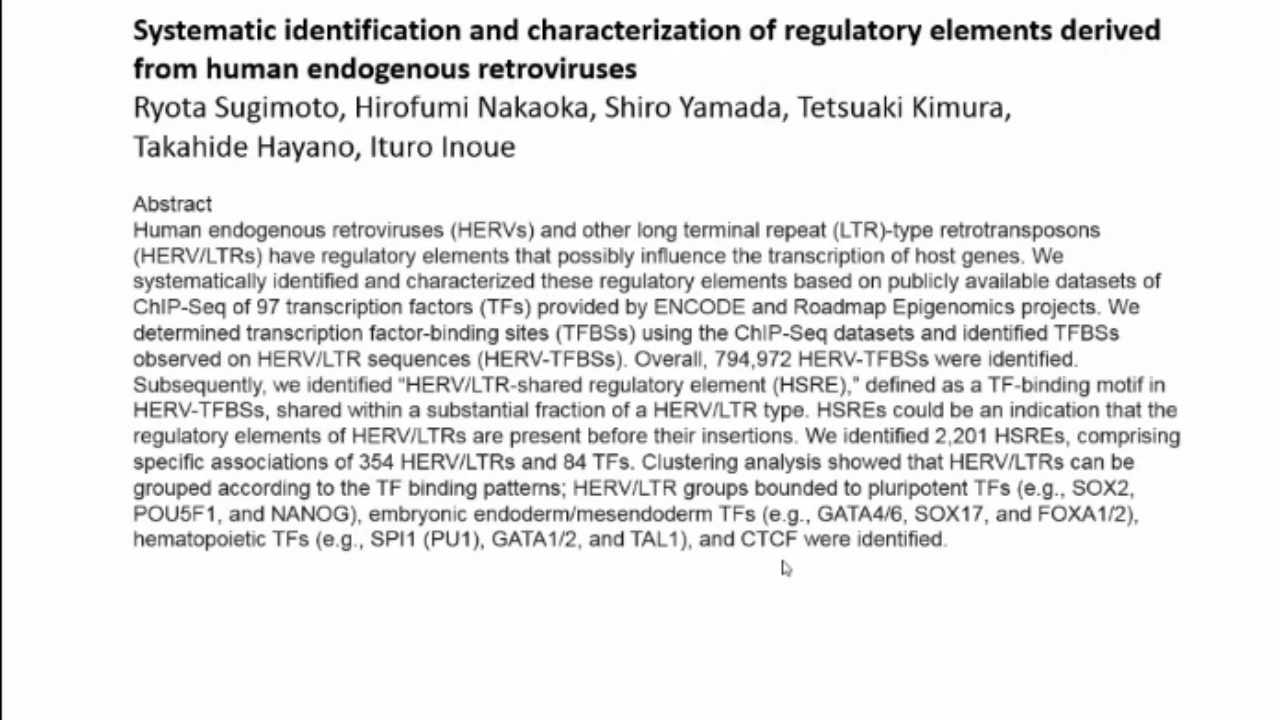 Systematic identification and characterization of regulatory elements derived
from human endogenous retroviruses
Ryota Sugimoto, Hirofumi Nakaoka, Shiro Yamada, Tetsuaki Kimura,
Takahide Hayano, Ituro Inoue
Abstract
Human endogenous retroviruses (HERVs) and other long terminal repeat (LTR)-type retrotransposons
(HERV/LTRs) have regulatory elements that possibly influence the transcription of host genes. We
systematically identified and characterized these regulatory elements based on publicly available datasets of
ChIP-Seq of 97 transcription factors (TFs) provided by ENCODE and Roadmap Epigenomics projects. We
determined transcription factor-binding sites (TFBSs) using the ChIP-Seq datasets and identified TFBSs
observed on HERV/LTR sequences (HERV-TFBSs). Overall, 794,972 HERV-TFBSs were identified.
Subsequently, we identified “HERV/LTR-shared regulatory element (HSRE),” defined as a TF-binding motif in
HERV-TFBSs, shared within a substantial fraction of a HERV/LTR type. HSREs could be an indication that the
regulatory elements of HERV/LTRs are present before their insertions. We identified 2,201 HSREs, comprising
specific associations of 354 HERV/LTRs and 84 TFs. Clustering analysis showed that HERV/LTRs can be
grouped according to the TF binding patterns; HERV/LTR groups bounded to pluripotent TFs (e.g., SOX2,
POU5F1, and NANOG), embryonic endoderm/mesendoderm TFs (e.g., GATA4/6, SOX17, and FOXA1/2),
hematopoietic TFs (e.g., SPI1 (PU1), GATA1/2, and TAL1), and CTCF were identified.